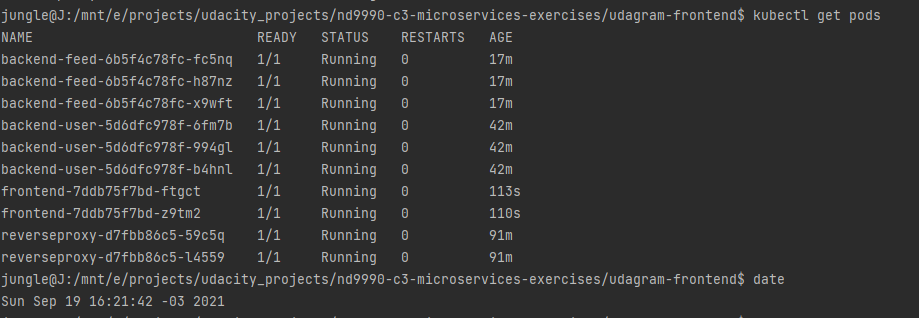 jungle@J:/mnt/e/projects/udacity_projects/nd9990-c3-microservices-exercises/udagram-frontend$ kubectl get pods
NAME READY STATUS RESTARTS AGE
backend-feed-6b5f4c78fc-fc5nq 1/1 Running 0 17m
backend-feed-6b5f4c78fc-h87nz 1/1 Running 0 17m
backend-feed-6b5f4c78fc-x9wft 1/1 Running 0 17m
backend-user-5d6dfc978f-6fm7b 1/1 Running 0 42m
backend-user-5d6dfc978f-994gl 1/1 Running 0 42m
backend-user-5d6dfc978f-b4hnl 1/1 Running 0 42m
frontend-7ddb75f7bd-ftgct 1/1 Running 0 113s
frontend-7ddb75f7bd-z9tm2 1/1 Running 0 110s
reverseproxy-d7fbb86c5-59c5q 1/1 Running 0 91m
reverseproxy-d7fbb86c5-l4559 1/1 Running 0 91m
jungle@J:/mnt/e/projects/udacity_projects/nd9990-c3-microservices-exercises/udagram-frontend$ date
Sun Sep 19 16:21:42 -03 2021